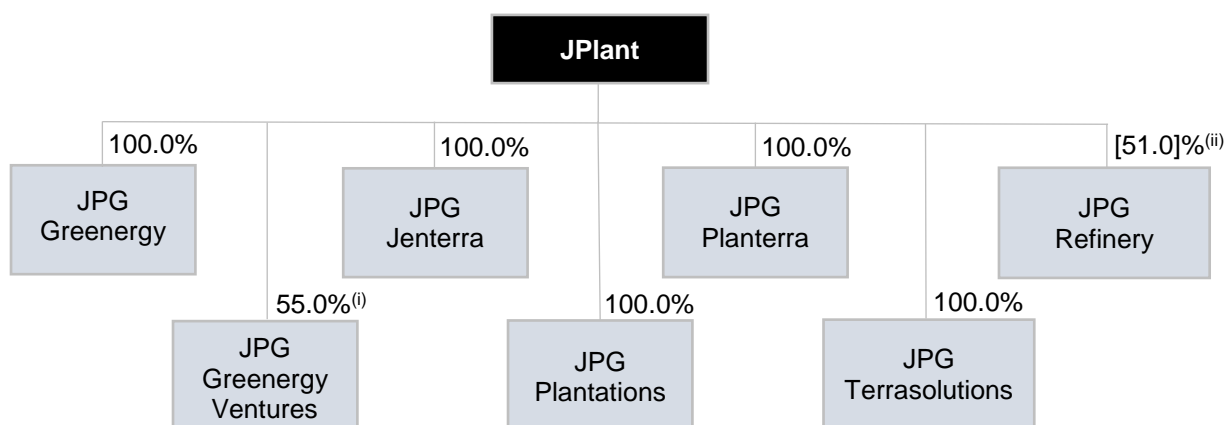 JPlant
100.0%
100.0%
100.0%
[51.0]%(ii)
JPG
Greenergy
JPG
Jenterra
JPG
Planterra
JPG
Refinery
55.0%(i)
100.0%
100.0%
JPG
Greenergy
Ventures
JPG
Plantations
JPG
Terrasolutions